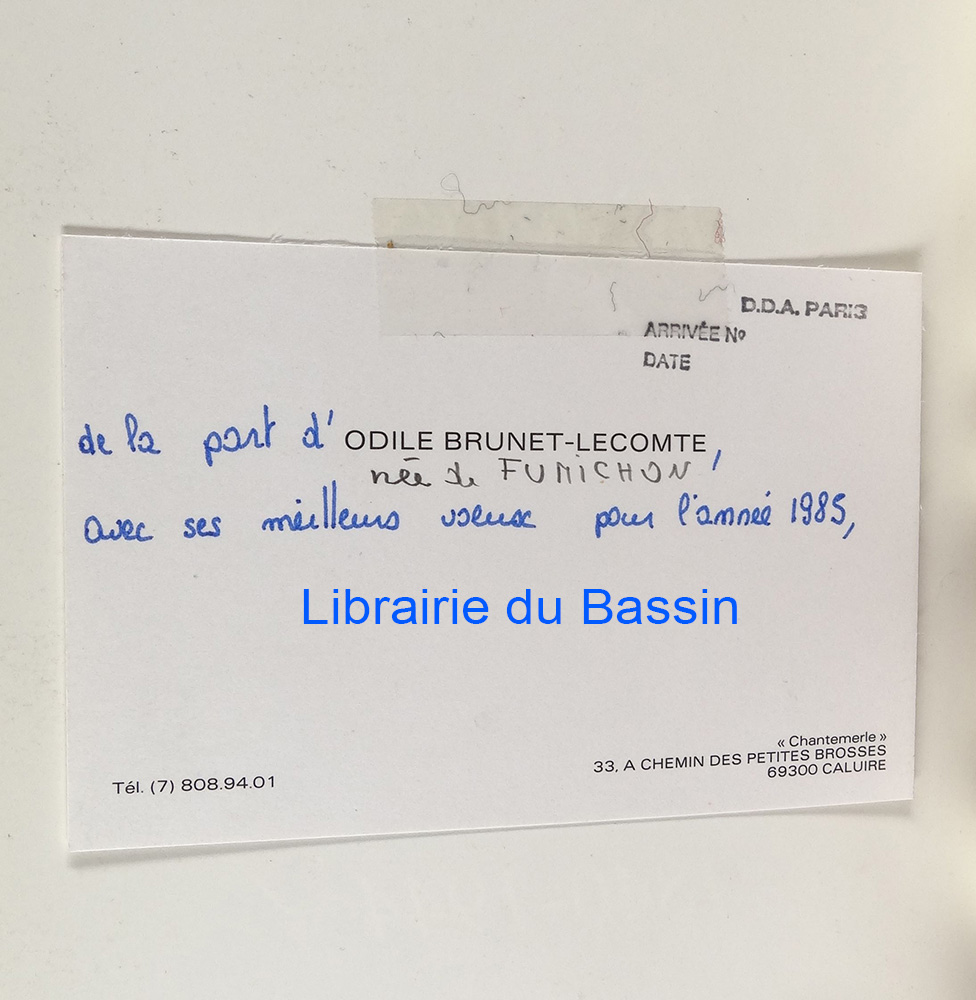 D.D.A. PARIS
ARRIVÉE Nº
DATE
de la part d' ODILE BRUNET-LECOMTE,
née de FUMICHON
avec ses meilleurs voeux pour l'année 1985,
Librairie du Bassin
« Chantemerle »
33, A CHEMIN DES PETITES BROSSES
69300 CALUIRE
Tél. (7) 808.94.01